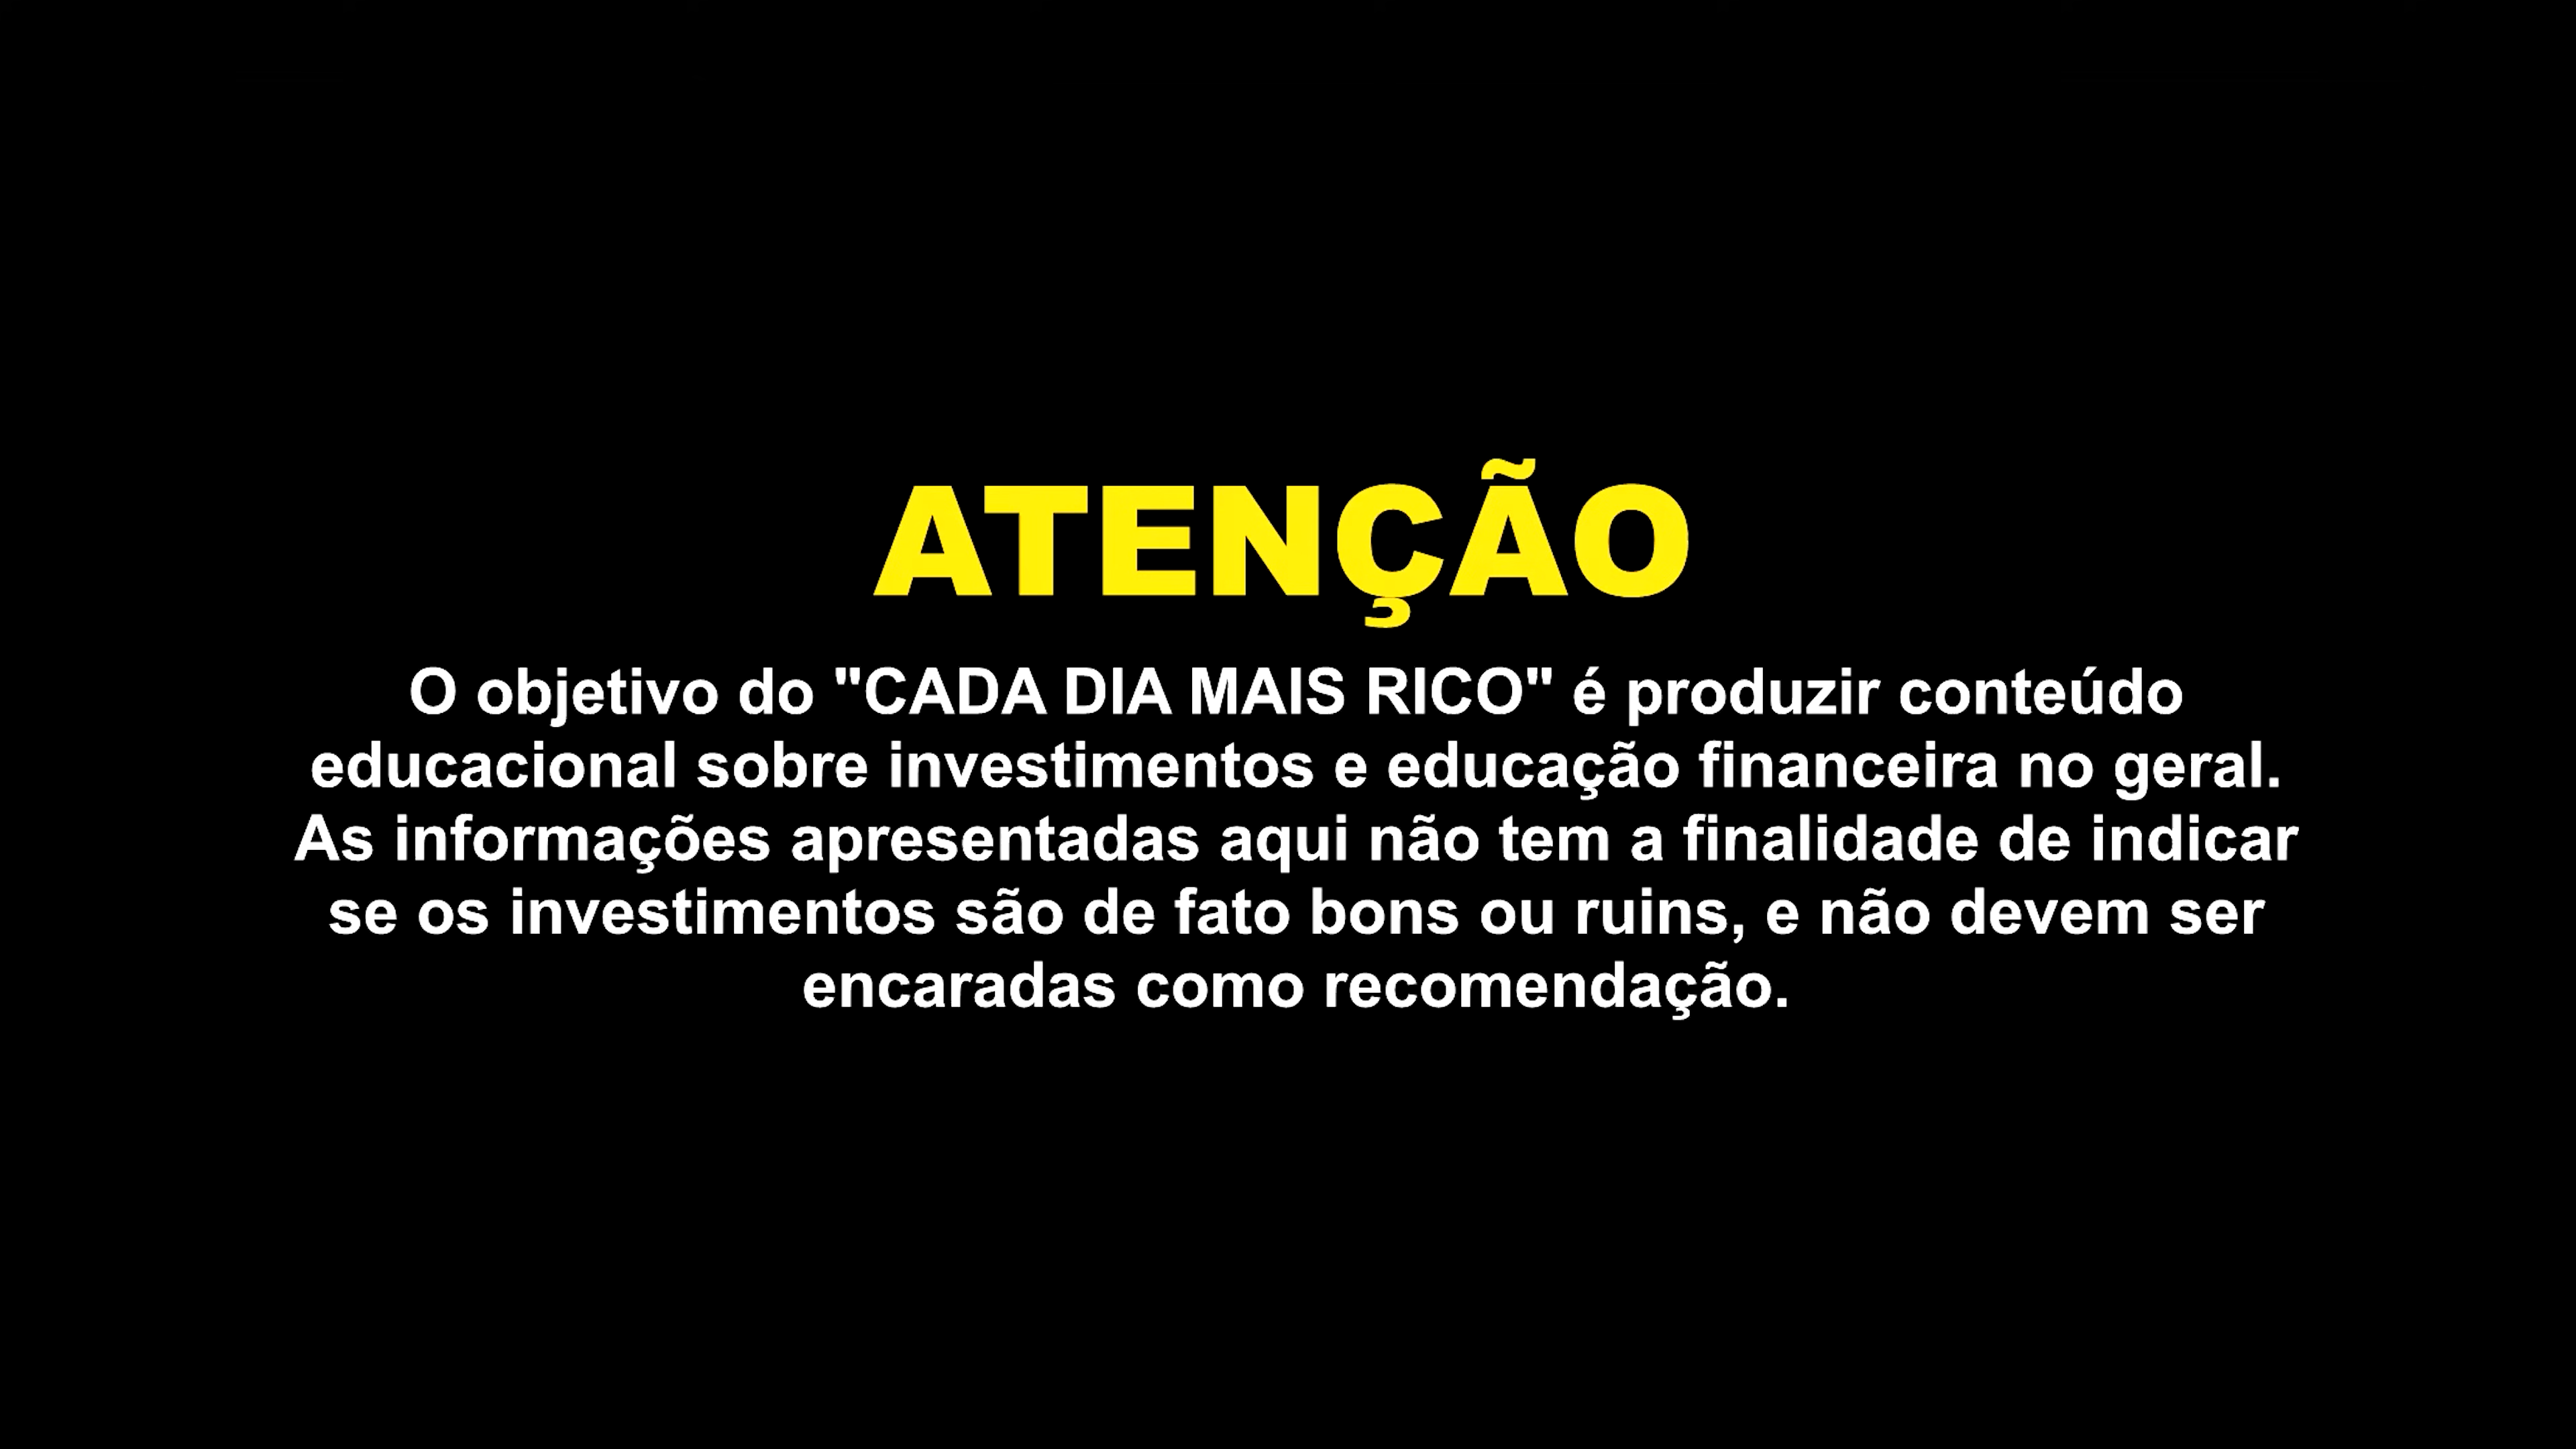 ATENÇÃO
O objetivo do "CADA DIA MAIS RICO" é produzir conteúdo
educacional sobre investimentos e educação financeira no geral.
As informações apresentadas aqui não tem a finalidade de indicar
se os investimentos são de fato bons ou ruins, e não devem ser
encaradas como recomendação.